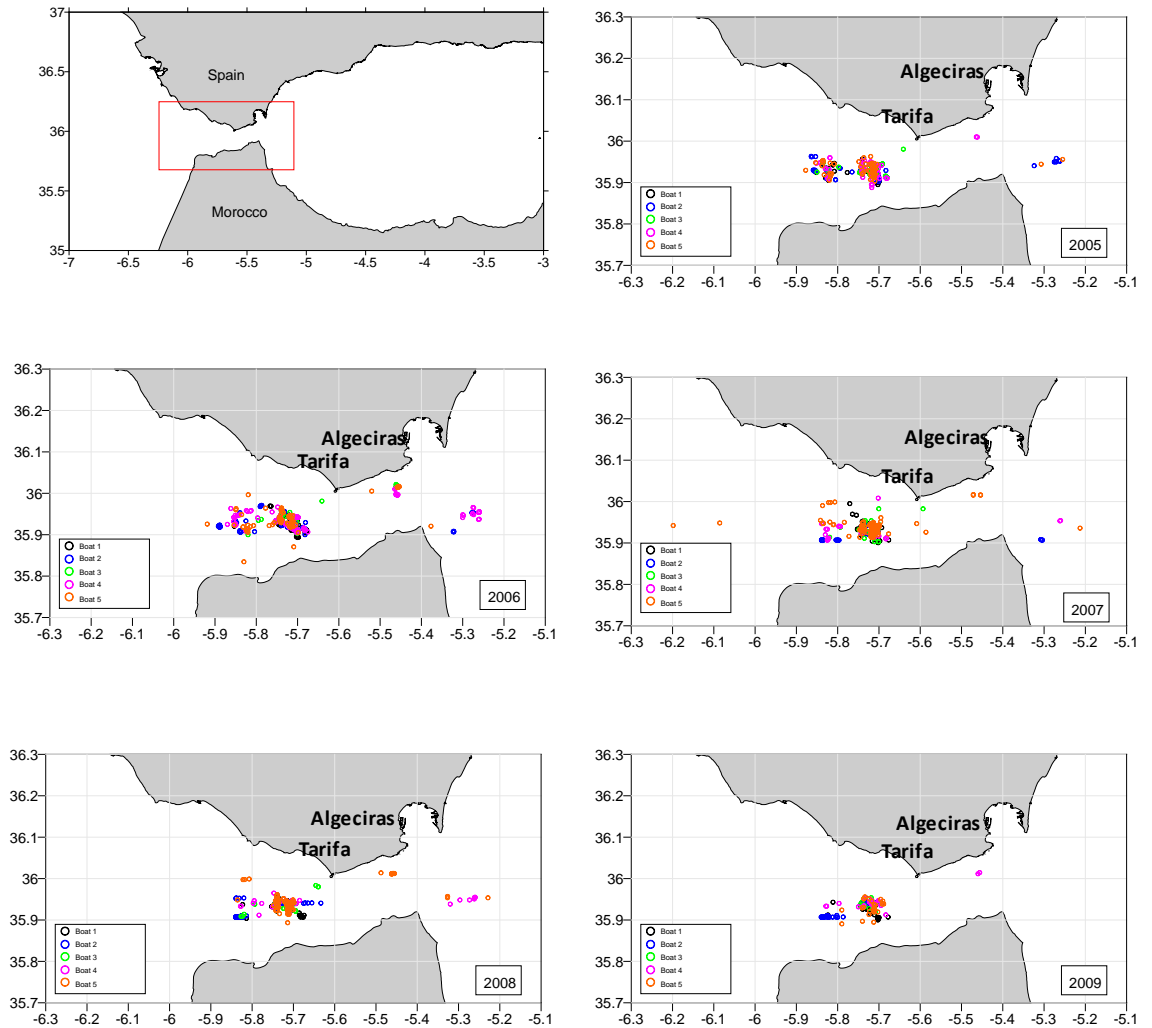 37
36.5
36
35.5
35
-7 -6.5 -6 -5.5 -5 -4.5 -4 -3.5 -3
Spain
Morocco
36.3
36.2
36.1
36
35.9
35.8
35.7
-6.3 -6.2 -6.1 -6 -5.9 -5.8 -5.7 -5.6 -5.5 -5.4 -5.3 -5.2 -5.1
Algeciras
Tarifa
Boat 1
Boat 2
Boat 3
Boat 4
Boat 5
2005
36.3
36.2
36.1
36
35.9
35.8
35.7
-6.3 -6.2 -6.1 -6 -5.9 -5.8 -5.7 -5.6 -5.5 -5.4 -5.3 -5.2 -5.1
Algeciras
Tarifa
Boat 1
Boat 2
Boat 3
Boat 4
Boat 5
2006
36.3
36.2
36.1
36
35.9
35.8
35.7
-6.3 -6.2 -6.1 -6 -5.9 -5.8 -5.7 -5.6 -5.5 -5.4 -5.3 -5.2 -5.1
Algeciras
Tarifa
Boat 1
Boat 2
Boat 3
Boat 4
Boat 5
2007
36.3
36.2
36.1
36
35.9
35.8
35.7
-6.3 -6.2 -6.1 -6 -5.9 -5.8 -5.7 -5.6 -5.5 -5.4 -5.3 -5.2 -5.1
Algeciras
Tarifa
Boat 1
Boat 2
Boat 3
Boat 4
Boat 5
2008
36.3
36.2
36.1
36
35.9
35.8
35.7
-6.3 -6.2 -6.1 -6 -5.9 -5.8 -5.7 -5.6 -5.5 -5.4 -5.3 -5.2 -5.1
Algeciras
Tarifa
Boat 1
Boat 2
Boat 3
Boat 4
Boat 5
2009